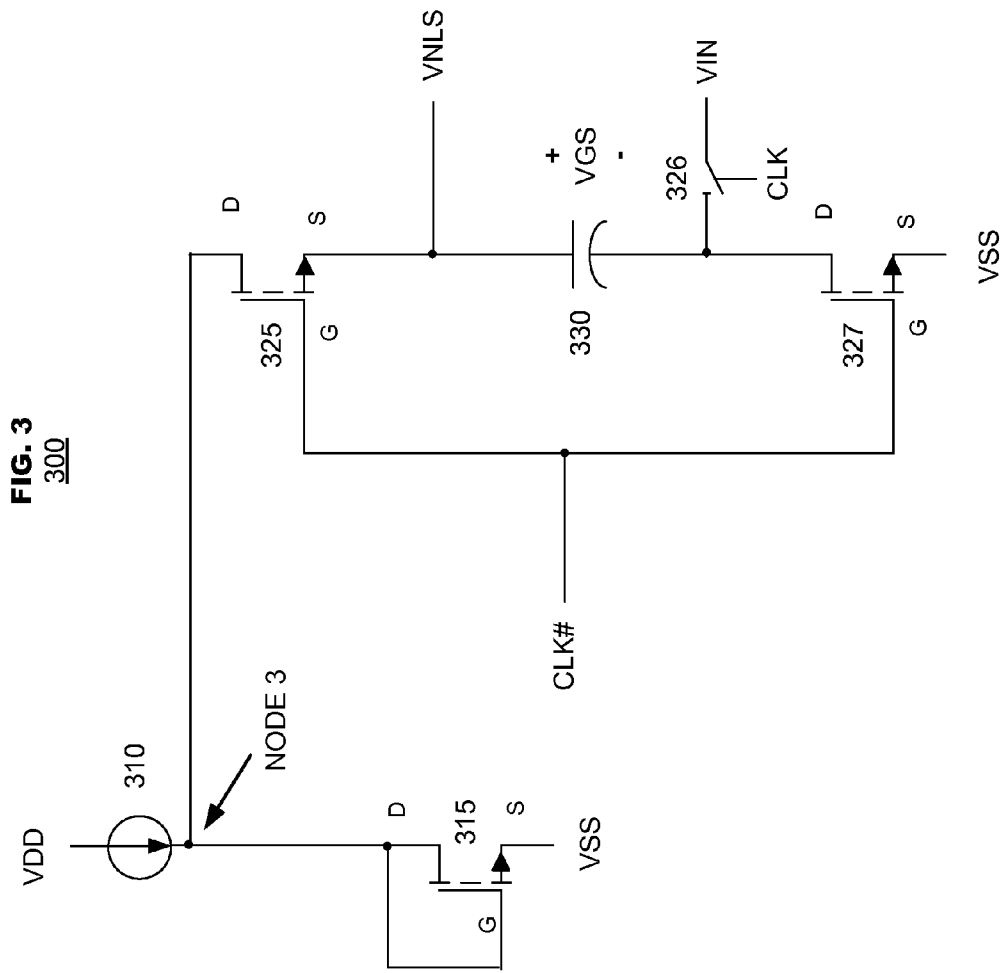 FIG. 3
300
VDD
310
NODE 3
D
315
G
S
VSS
CLK#
D
325
S
G
VNLS
+
VGS
-
330
326
VIN
CLK
D
327
S
G
VSS